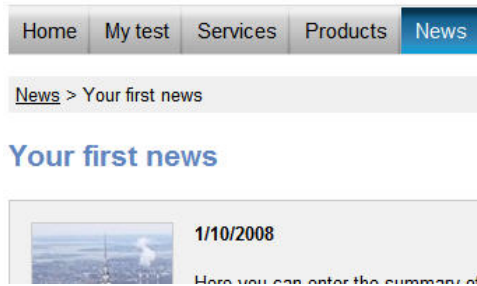 Home My test Services Products News
News > Your first news
Your first news
1/10/2008
Here you can enter the summary of